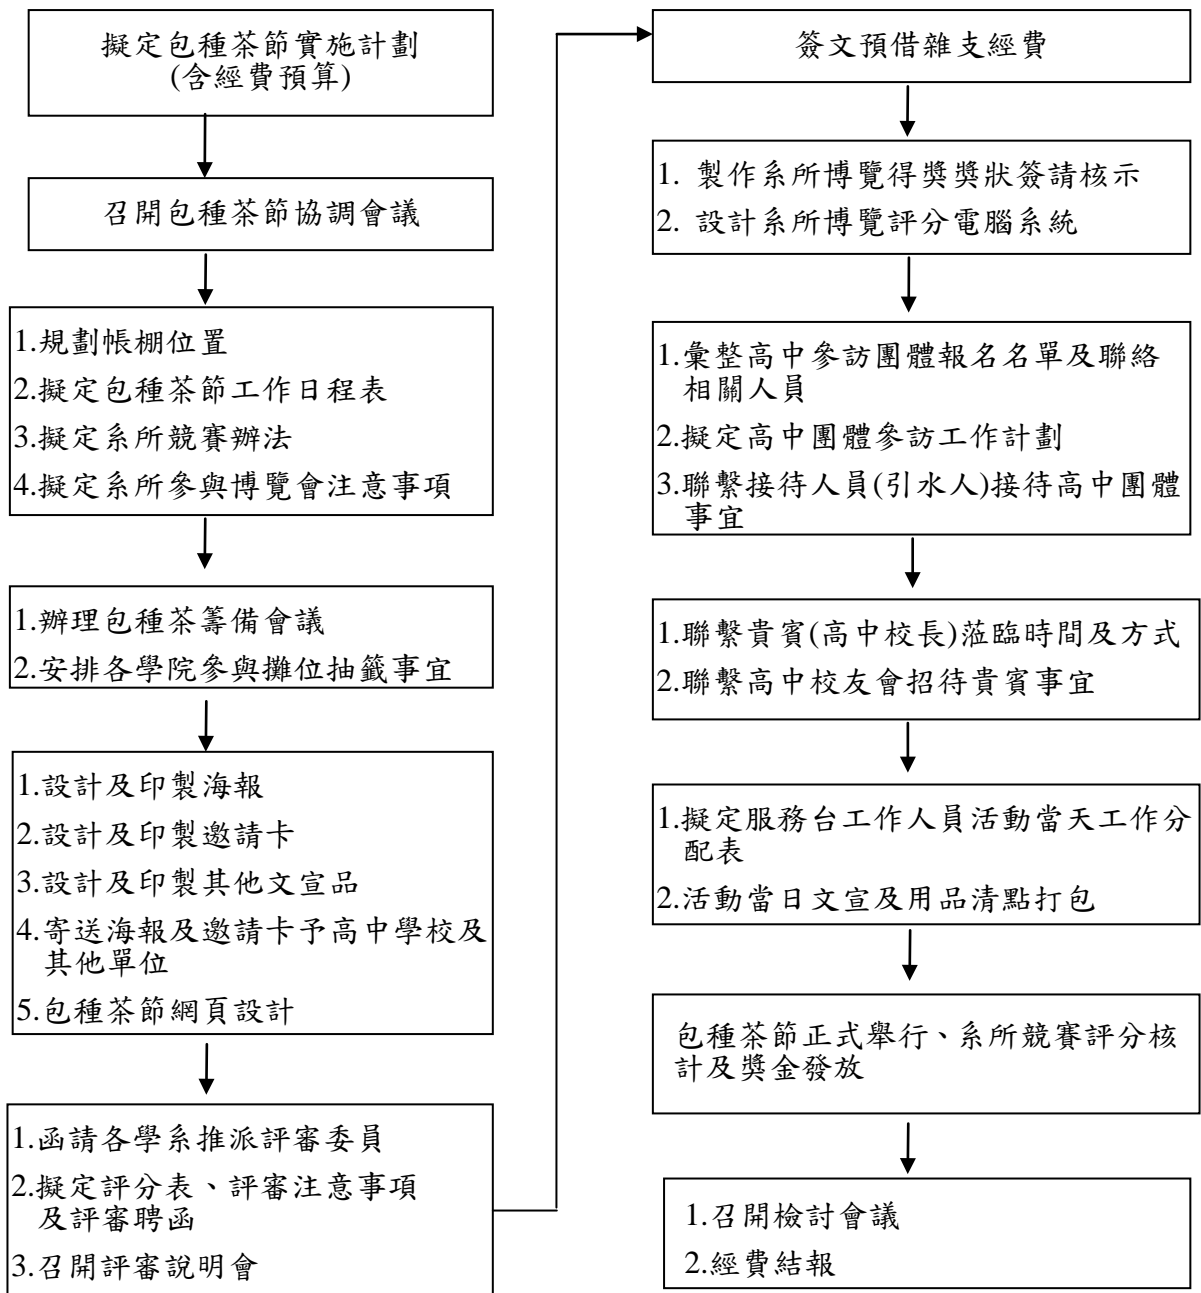 擬定包種茶節實施計劃
(含經費預算)
召開包種茶節協調會議
1.規劃帳棚位置
2.擬定包種茶節工作日程表
3.擬定系所競賽辦法
4.擬定系所參與博覽會注意事項
1.辦理包種茶籌備會議
2.安排各學院參與攤位抽籤事宜
1.設計及印製海報
2.設計及印製邀請卡
3.設計及印製其他文宣品
4.寄送海報及邀請卡予高中學校及
其他單位
5.包種茶節網頁設計
1.函請各學系推派評審委員
2.擬定評分表、評審注意事項
及評審聘函
3.召開評審說明會
簽文預借雜支經費
1. 製作系所博覽得獎獎狀簽請核示
2. 設計系所博覽評分電腦系統
1.彙整高中參訪團體報名名單及聯絡
相關人員
2.擬定高中團體參訪工作計劃
3.聯繫接待人員(引水人)接待高中團體
事宜
1.聯繫貴賓(高中校長)蒞臨時間及方式
2.聯繫高中校友會招待貴賓事宜
1.擬定服務台工作人員活動當天工作分
配表
2.活動當日文宣及用品清點打包
包種茶節正式舉行、系所競賽評分核
計及獎金發放
1.召開檢討會議
2.經費結報